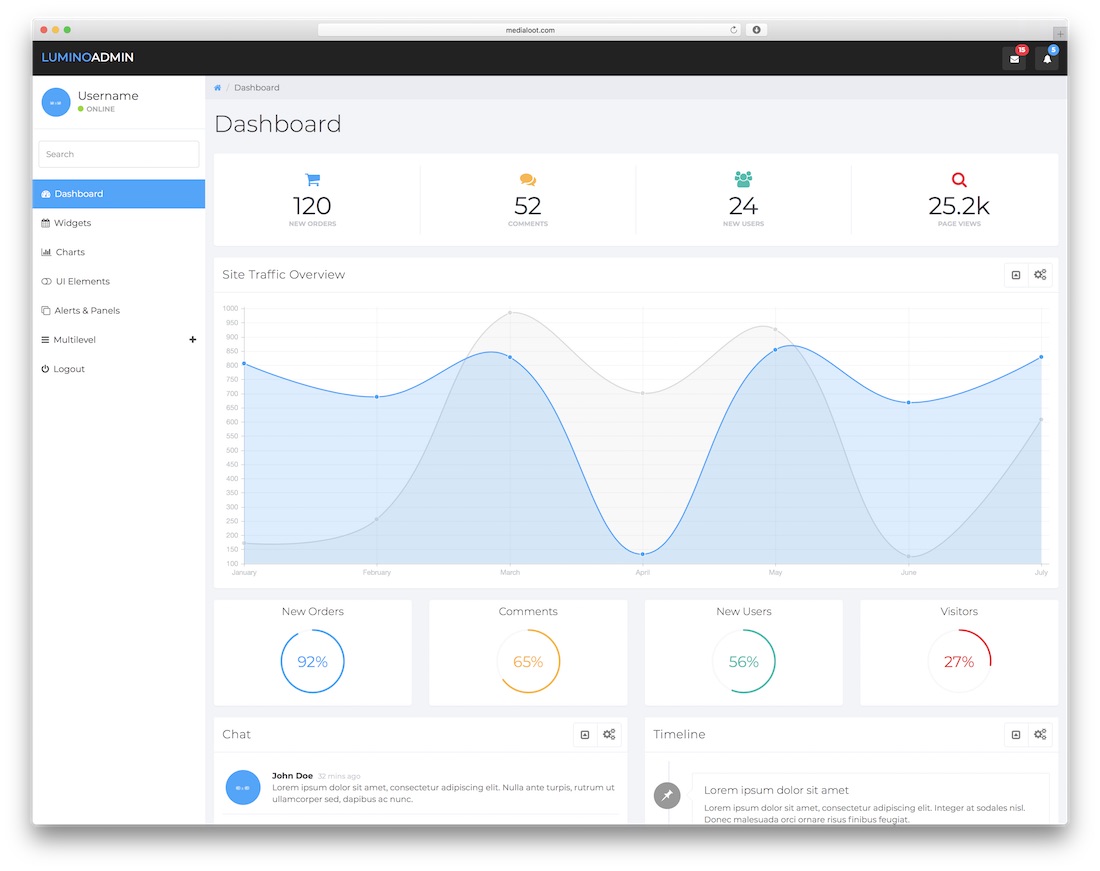 medialoot.com
LUMINOADMIN
15
5
Username
ONLINE
Search
Dashboard
Widgets
Charts
UI Elements
Alerts & Panels
Multilevel
Logout
/ Dashboard
Dashboard
120
NEW ORDERS
52
COMMENTS
24
NEW USERS
25.2k
PAGE VIEWS
Site Traffic Overview
1000
950
900
850
800
750
700
650
600
550
500
450
400
350
300
250
200
150
100
January February March April May June July
New Orders
92%
Comments
65%
New Users
56%
Visitors
27%
Chat
John Doe 32 mins ago
Lorem ipsum dolor sit amet, consectetur adipiscing elit. Nulla ante turpis, rutrum ut
ullamcorper sed, dapibus ac nunc.
Timeline
Lorem ipsum dolor sit amet
Lorem ipsum dolor sit amet, consectetur adipiscing elit. Integer at sodales nisl.
Donec malesuada orci ornare risus finibus feugiat.